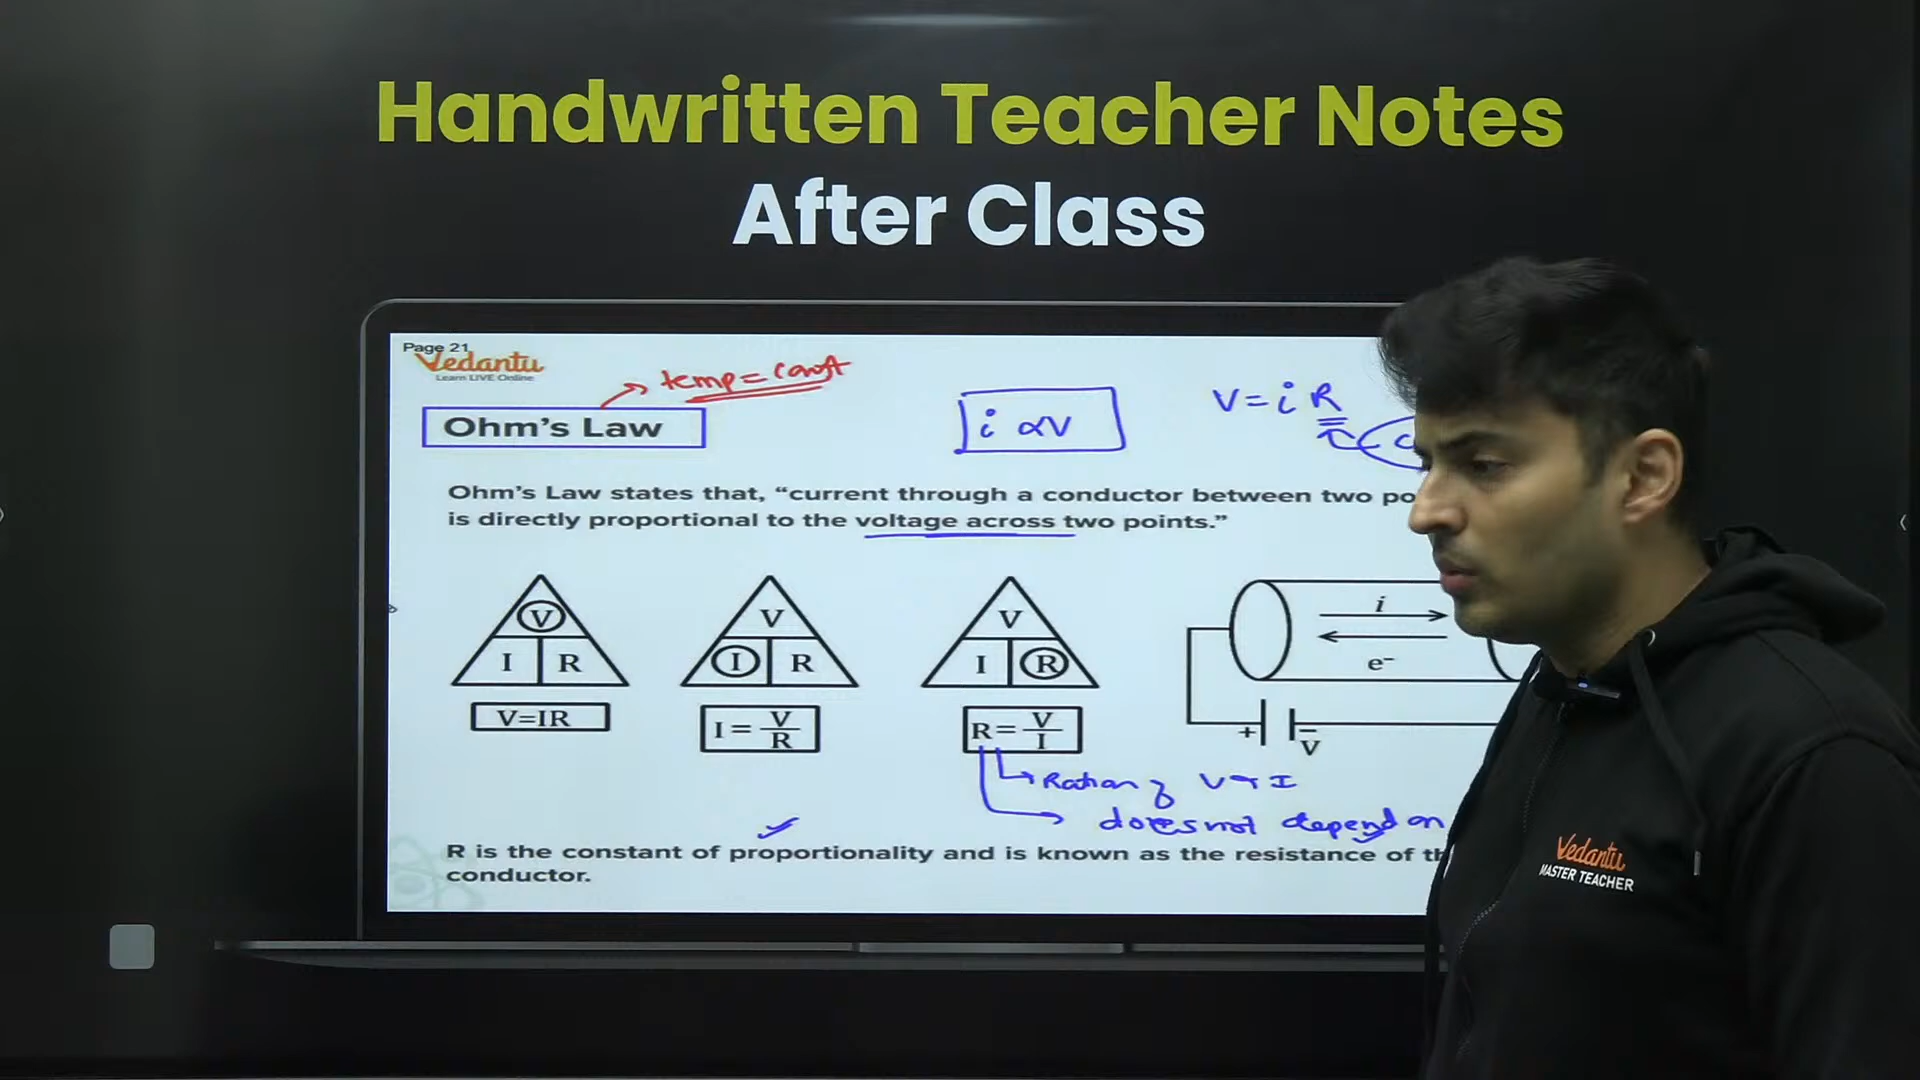 Handwritten Teacher Notes
After Class
Page 21
Vedantu
Learn LIVE Online
temp = const
Ohm's Law
i ∝ V
V = i R
Ohm's Law states that, "current through a conductor between two po
is directly proportional to the voltage across two points."
V
I R
V=IR
V
I R
I = V/R
V
I R
R = V/I
i
e⁻
+ −
V
V I
does not depend on
R is the constant of proportionality and is known as the resistance of th
conductor.
Vedantu
MASTER TEACHER